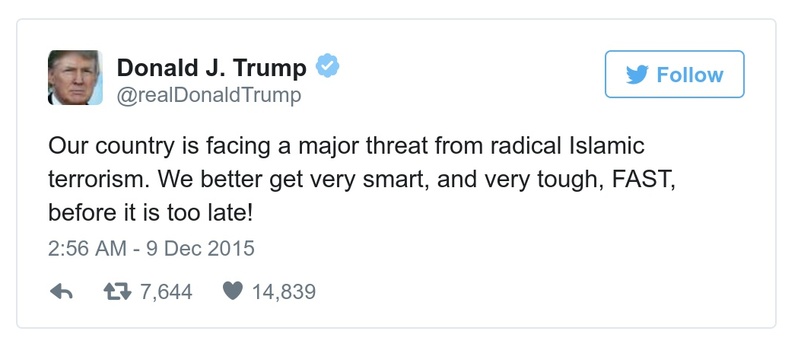 Donald J. Trump
@realDonaldTrump
Follow
Our country is facing a major threat from radical Islamic
terrorism. We better get very smart, and very tough, FAST,
before it is too late!
2:56 AM - 9 Dec 2015
7,644 14,839